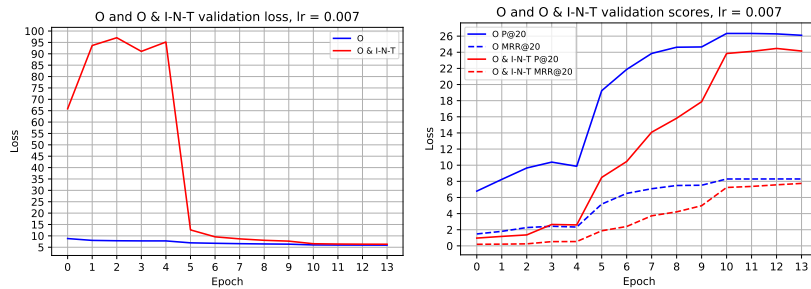 O and O & I-N-T validation loss, lr = 0.007
Loss
100
95
90
85
80
75
70
65
60
55
50
45
40
35
30
25
20
15
10
5
O
O & I-N-T
0 1 2 3 4 5 6 7 8 9 10 11 12 13
Epoch
O and O & I-N-T validation scores, lr = 0.007
Loss
26
24
22
20
18
16
14
12
10
8
6
4
2
0
O P@20
O MRR@20
O & I-N-T P@20
O & I-N-T MRR@20
0 1 2 3 4 5 6 7 8 9 10 11 12 13
Epoch